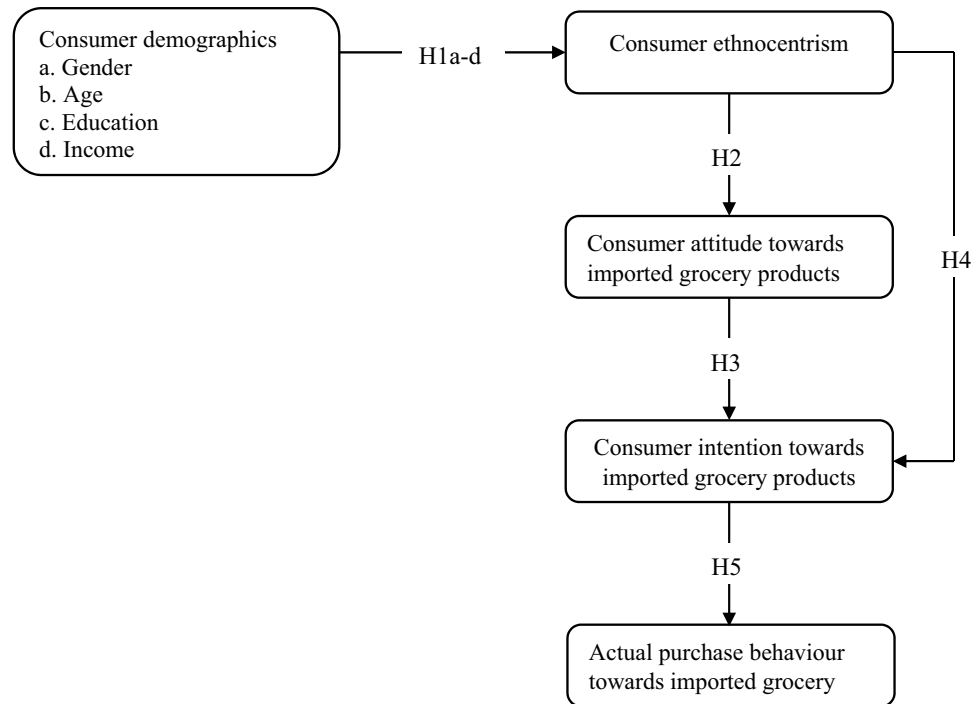 Consumer demographics
a. Gender
b. Age
c. Education
d. Income
H1a-d
Consumer ethnocentrism
H2
Consumer attitude towards
imported grocery products
H4
H3
Consumer intention towards
imported grocery products
H5
Actual purchase behaviour
towards imported grocery